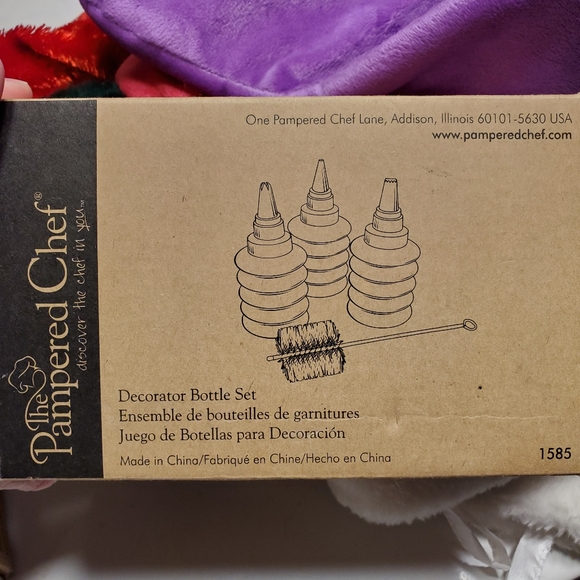 One Pampered Chef Lane, Addison, Illinois 60101-5630 USA
www.pamperedchef.com
The
Pampered Chef®
discover the chef in you...
Decorator Bottle Set
Ensemble de bouteilles de garnitures
Juego de Botellas para Decoración
Made in China/Fabriqué en Chine/Hecho en China
1585